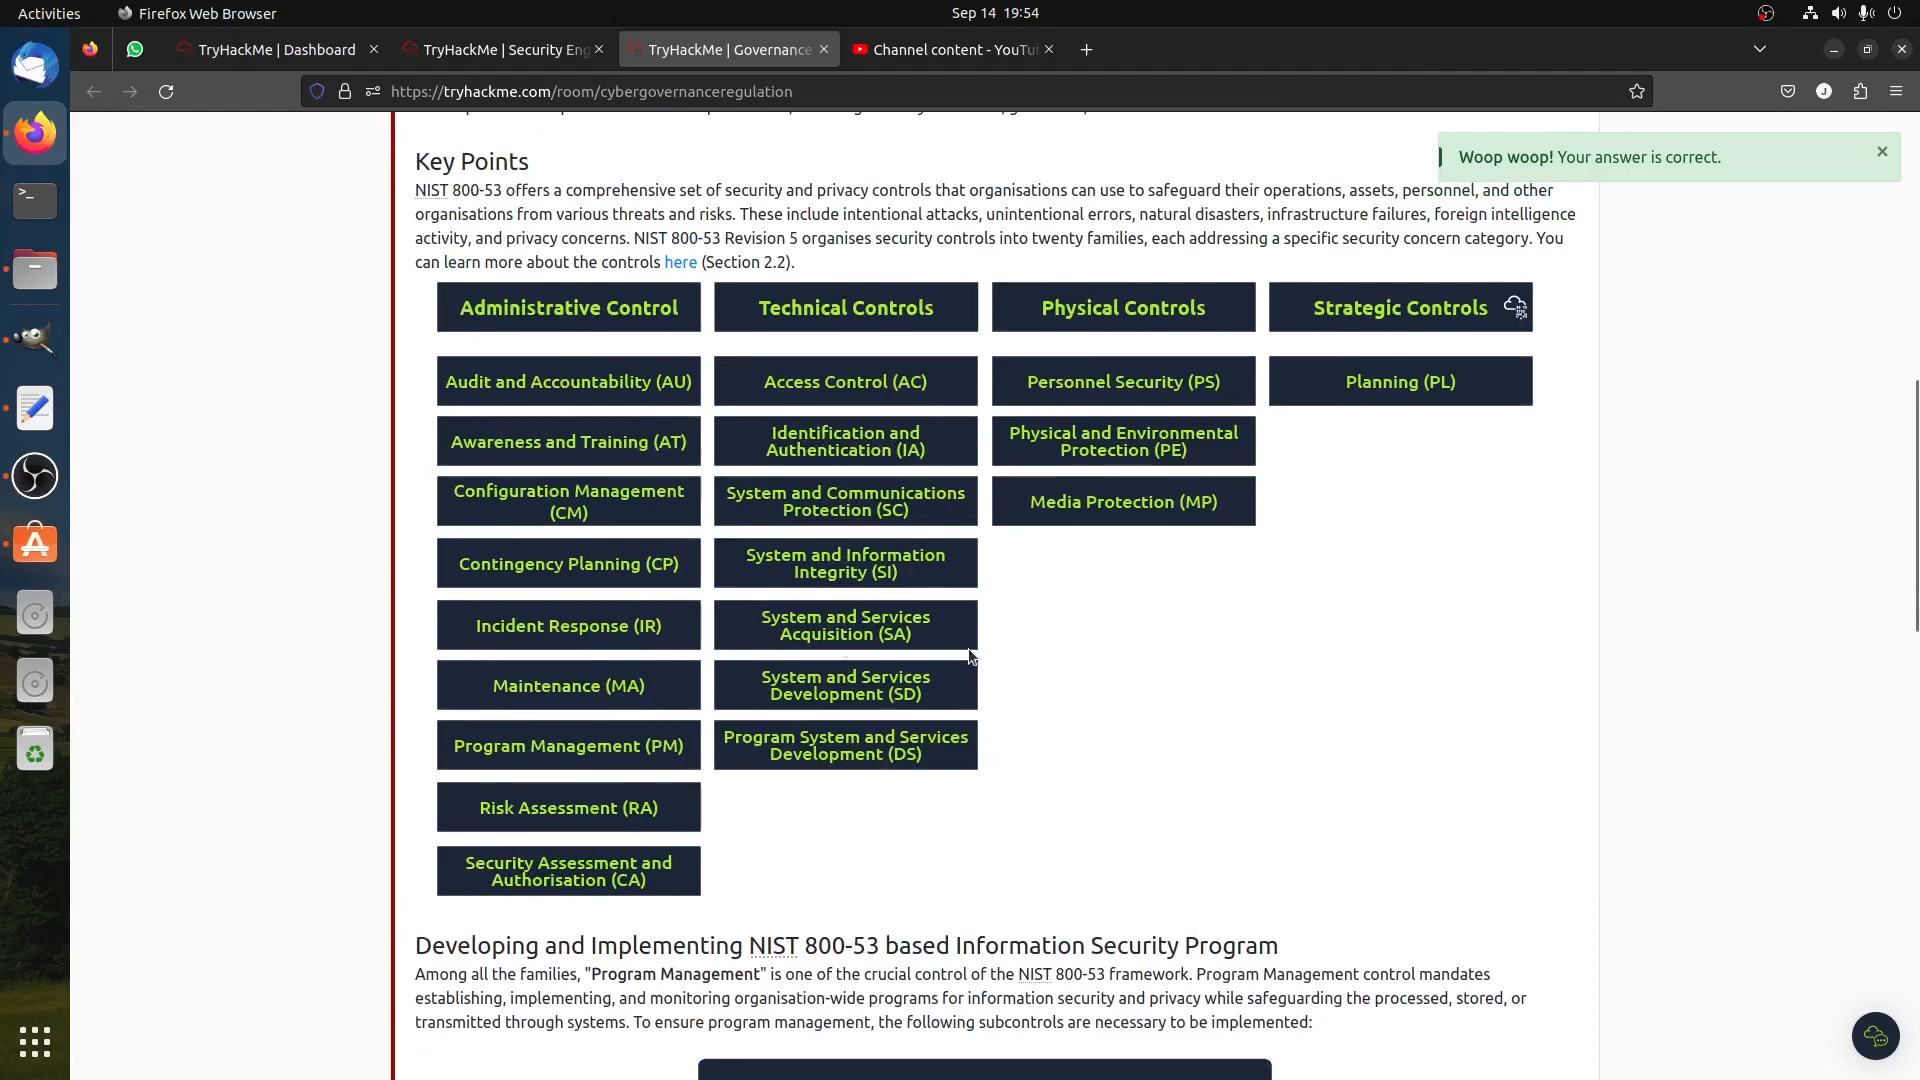 Activities
Firefox Web Browser
Sep 14 19:54
TryHackMe | Dashboard
TryHackMe | Security Eng
TryHackMe | Governance
Channel content - YouTu
https://tryhackme.com/room/cybergovernanceregulation
Woop woop! Your answer is correct.
Key Points
NIST 800-53 offers a comprehensive set of security and privacy controls that organisations can use to safeguard their operations, assets, personnel, and other
organisations from various threats and risks. These include intentional attacks, unintentional errors, natural disasters, infrastructure failures, foreign intelligence
activity, and privacy concerns. NIST 800-53 Revision 5 organises security controls into twenty families, each addressing a specific security concern category. You
can learn more about the controls here (Section 2.2).
Administrative Control
Technical Controls
Physical Controls
Strategic Controls
Audit and Accountability (AU)
Access Control (AC)
Personnel Security (PS)
Planning (PL)
Awareness and Training (AT)
Identification and
Authentication (IA)
Physical and Environmental
Protection (PE)
Configuration Management
(CM)
System and Communications
Protection (SC)
Media Protection (MP)
Contingency Planning (CP)
System and Information
Integrity (SI)
Incident Response (IR)
System and Services
Acquisition (SA)
Maintenance (MA)
System and Services
Development (SD)
Program Management (PM)
Program System and Services
Development (DS)
Risk Assessment (RA)
Security Assessment and
Authorisation (CA)
Developing and Implementing NIST 800-53 based Information Security Program
Among all the families, "Program Management" is one of the crucial control of the NIST 800-53 framework. Program Management control mandates
establishing, implementing, and monitoring organisation-wide programs for information security and privacy while safeguarding the processed, stored, or
transmitted through systems. To ensure program management, the following subcontrols are necessary to be implemented: